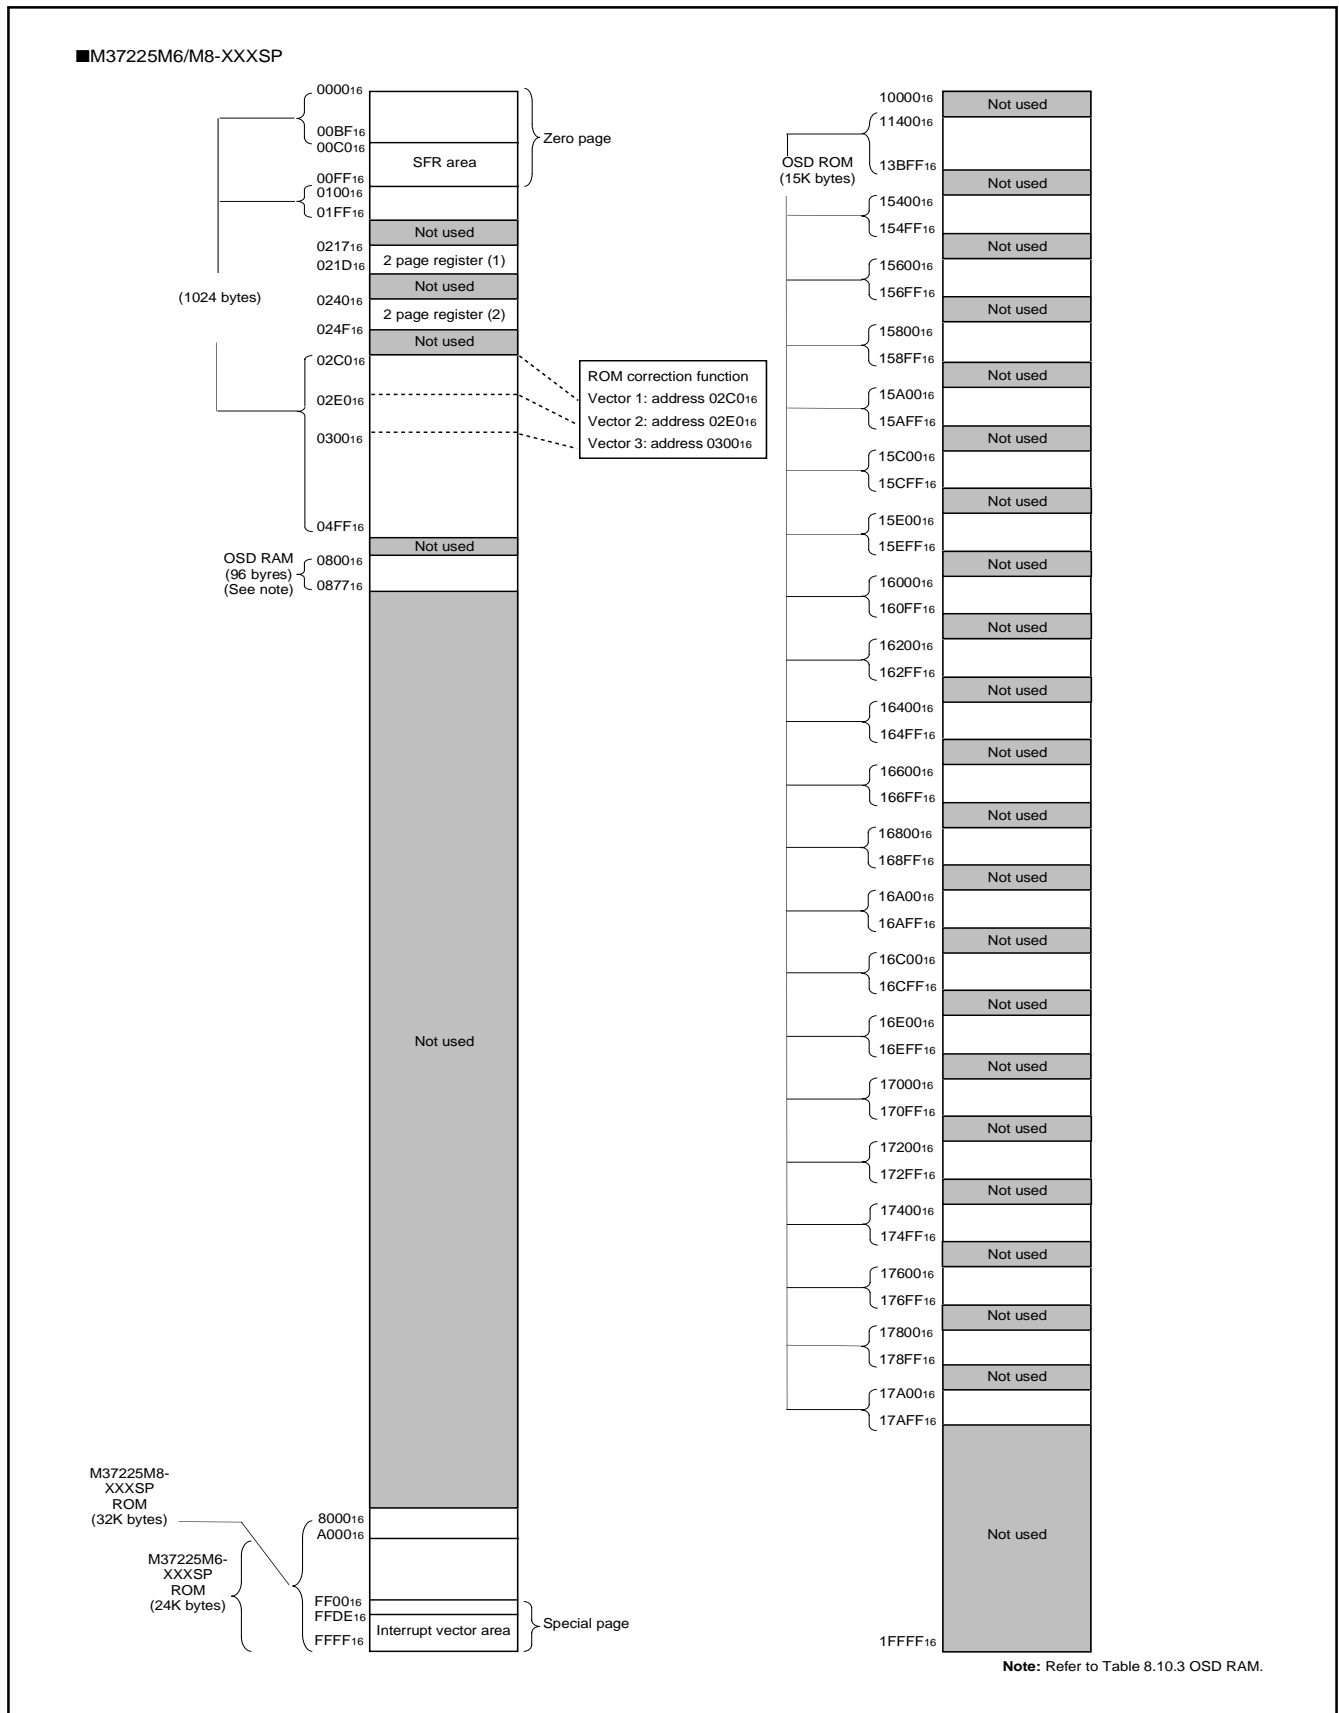 ■M37225M6/M8-XXXSP
0000₁₆
00BF₁₆
00C0₁₆
SFR area
00FF₁₆
Zero page
0100₁₆
01FF₁₆
Not used
0217₁₆
2 page register (1)
021D₁₆
Not used
(1024 bytes)
0240₁₆
2 page register (2)
024F₁₆
Not used
02C0₁₆
02E0₁₆
0300₁₆
ROM correction function
Vector 1: address 02C0₁₆
Vector 2: address 02E0₁₆
Vector 3: address 0300₁₆
04FF₁₆
Not used
OSD RAM
(96 byres)
(See note)
0800₁₆
0877₁₆
Not used
M37225M8-
XXXSP
ROM
(32K bytes)
8000₁₆
A000₁₆
M37225M6-
XXXSP
ROM
(24K bytes)
FF00₁₆
FFDE₁₆
Interrupt vector area
FFFF₁₆
Special page
10000₁₆
Not used
11400₁₆
OSD ROM
(15K bytes)
13BFF₁₆
Not used
15400₁₆
154FF₁₆
Not used
15600₁₆
156FF₁₆
Not used
15800₁₆
158FF₁₆
Not used
15A00₁₆
15AFF₁₆
Not used
15C00₁₆
15CFF₁₆
Not used
15E00₁₆
15EFF₁₆
Not used
16000₁₆
160FF₁₆
Not used
16200₁₆
162FF₁₆
Not used
16400₁₆
164FF₁₆
Not used
16600₁₆
166FF₁₆
Not used
16800₁₆
168FF₁₆
Not used
16A00₁₆
16AFF₁₆
Not used
16C00₁₆
16CFF₁₆
Not used
16E00₁₆
16EFF₁₆
Not used
17000₁₆
170FF₁₆
Not used
17200₁₆
172FF₁₆
Not used
17400₁₆
174FF₁₆
Not used
17600₁₆
176FF₁₆
Not used
17800₁₆
178FF₁₆
Not used
17A00₁₆
17AFF₁₆
Not used
1FFFF₁₆
Note: Refer to Table 8.10.3 OSD RAM.